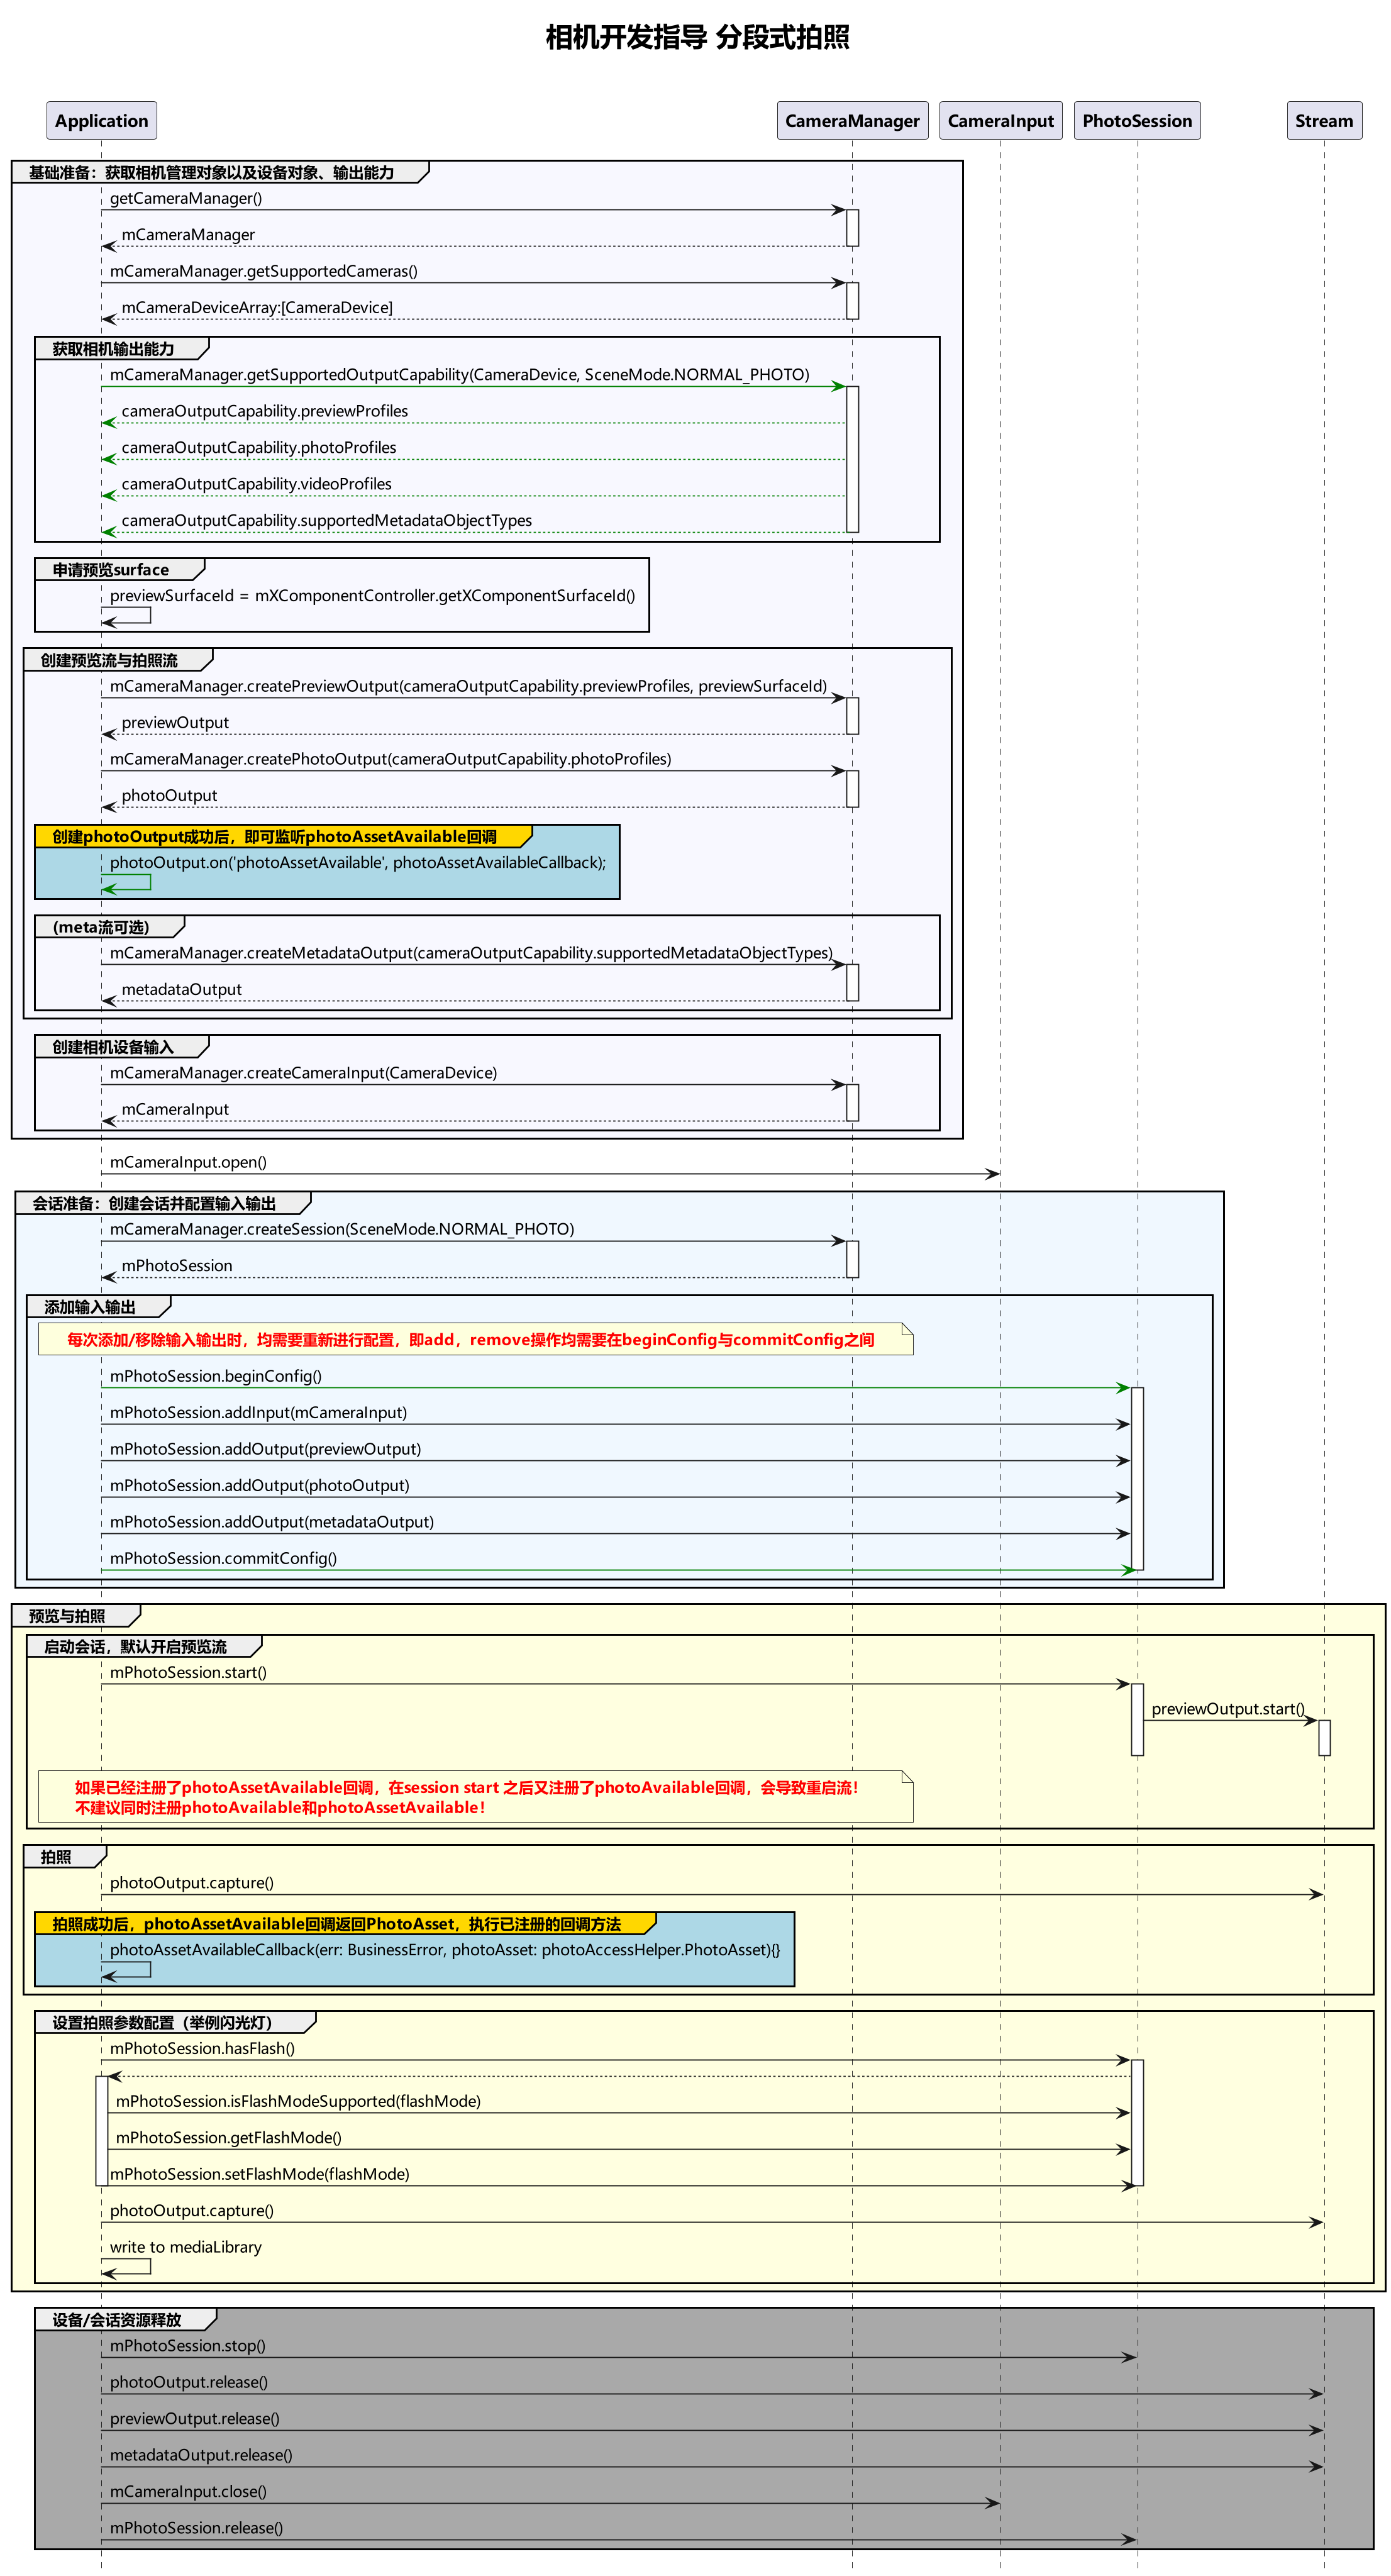 相机开发指导 分段式拍照
Application
CameraManager
CameraInput
PhotoSession
Stream
基础准备：获取相机管理对象以及设备对象、输出能力
getCameraManager()
mCameraManager
mCameraManager.getSupportedCameras()
mCameraDeviceArray:[CameraDevice]
获取相机输出能力
mCameraManager.getSupportedOutputCapability(CameraDevice, SceneMode.NORMAL_PHOTO)
cameraOutputCapability.previewProfiles
cameraOutputCapability.photoProfiles
cameraOutputCapability.videoProfiles
cameraOutputCapability.supportedMetadataObjectTypes
申请预览surface
previewSurfaceId = mXComponentController.getXComponentSurfaceId()
创建预览流与拍照流
mCameraManager.createPreviewOutput(cameraOutputCapability.previewProfiles, previewSurfaceId)
previewOutput
mCameraManager.createPhotoOutput(cameraOutputCapability.photoProfiles)
photoOutput
创建photoOutput成功后，即可监听photoAssetAvailable回调
photoOutput.on('photoAssetAvailable', photoAssetAvailableCallback);
(meta流可选)
mCameraManager.createMetadataOutput(cameraOutputCapability.supportedMetadataObjectTypes)
metadataOutput
创建相机设备输入
mCameraManager.createCameraInput(CameraDevice)
mCameraInput
mCameraInput.open()
会话准备：创建会话并配置输入输出
mCameraManager.createSession(SceneMode.NORMAL_PHOTO)
mPhotoSession
添加输入输出
每次添加/移除输入输出时，均需要重新进行配置，即add，remove操作均需要在beginConfig与commitConfig之间
mPhotoSession.beginConfig()
mPhotoSession.addInput(mCameraInput)
mPhotoSession.addOutput(previewOutput)
mPhotoSession.addOutput(photoOutput)
mPhotoSession.addOutput(metadataOutput)
mPhotoSession.commitConfig()
预览与拍照
启动会话，默认开启预览流
mPhotoSession.start()
previewOutput.start()
如果已经注册了photoAssetAvailable回调，在session start 之后又注册了photoAvailable回调，会导致重启流！
不建议同时注册photoAvailable和photoAssetAvailable！
拍照
photoOutput.capture()
拍照成功后，photoAssetAvailable回调返回PhotoAsset，执行已注册的回调方法
photoAssetAvailableCallback(err: BusinessError, photoAsset: photoAccessHelper.PhotoAsset){}
设置拍照参数配置（举例闪光灯）
mPhotoSession.hasFlash()
mPhotoSession.isFlashModeSupported(flashMode)
mPhotoSession.getFlashMode()
mPhotoSession.setFlashMode(flashMode)
photoOutput.capture()
write to mediaLibrary
设备/会话资源释放
mPhotoSession.stop()
photoOutput.release()
previewOutput.release()
metadataOutput.release()
mCameraInput.close()
mPhotoSession.release()